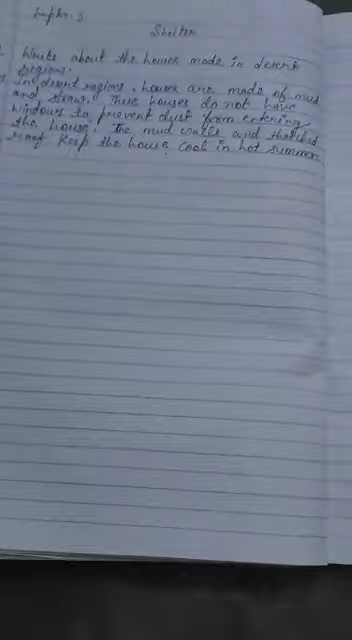 Chapter-3
Shelter
Write about the houses made in desert
regions.
In desert regions, houses are made of mud
and straw. These houses do not have
windows to prevent dust from entering
the house. The mud walls and thatched
roof keep the house cool in hot summer